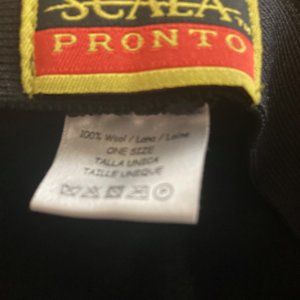 SCALA
PRONTO
100% Wool / Lana / Laine
ONE SIZE
TALLA UNICA
TAILLE UNIQUE